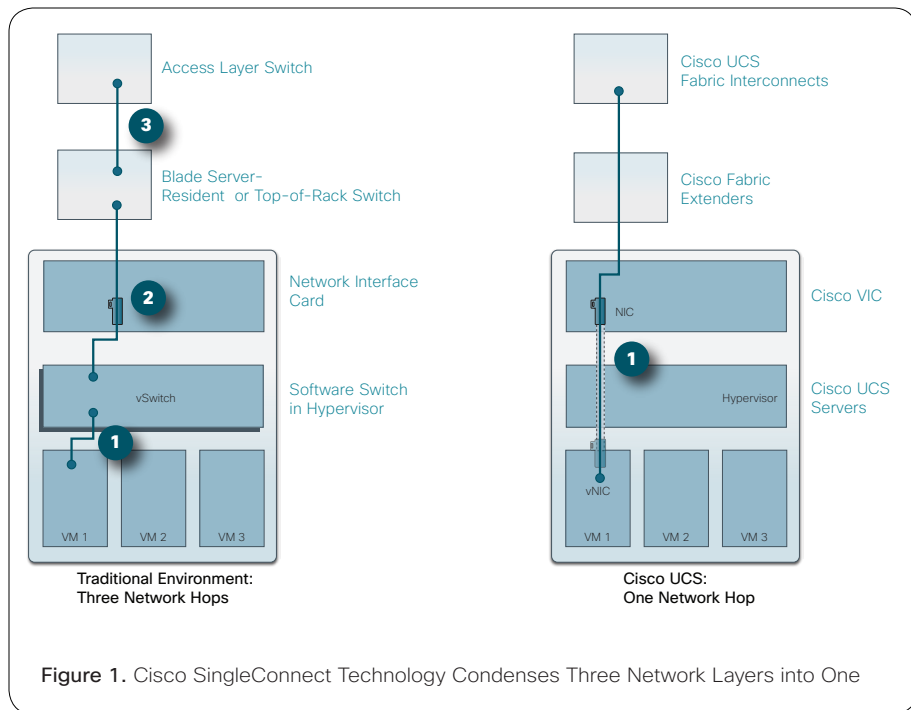 Access Layer Switch
3
Blade Server-
Resident or Top-of-Rack Switch
Network Interface
Card
2
vSwitch
Software Switch
in Hypervisor
1
VM 1
VM 2
VM 3
Traditional Environment:
Three Network Hops
Cisco UCS
Fabric Interconnects
Cisco Fabric
Extenders
NIC
Cisco VIC
1
Hypervisor
Cisco UCS
Servers
vNIC
VM 1
VM 2
VM 3
Cisco UCS:
One Network Hop
Figure 1. Cisco SingleConnect Technology Condenses Three Network Layers into One